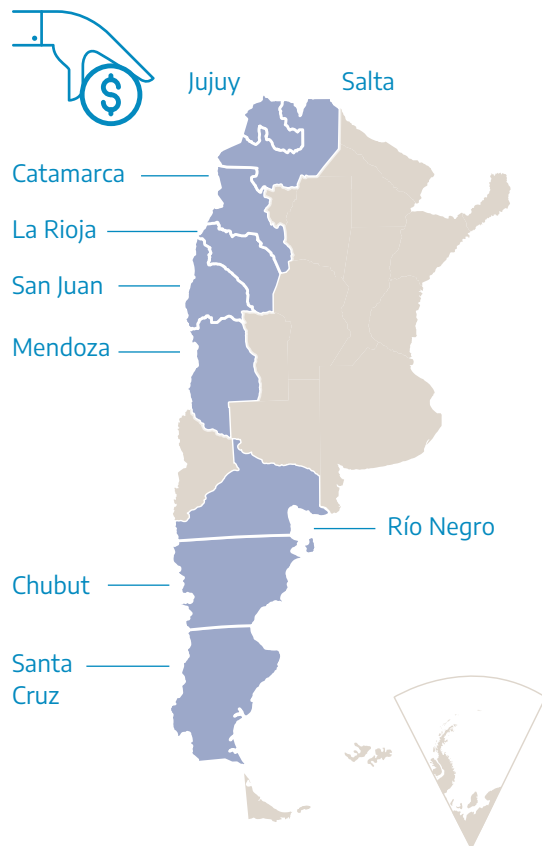 $
Jujuy
Salta
Catamarca
La Rioja
San Juan
Mendoza
Río Negro
Chubut
Santa
Cruz